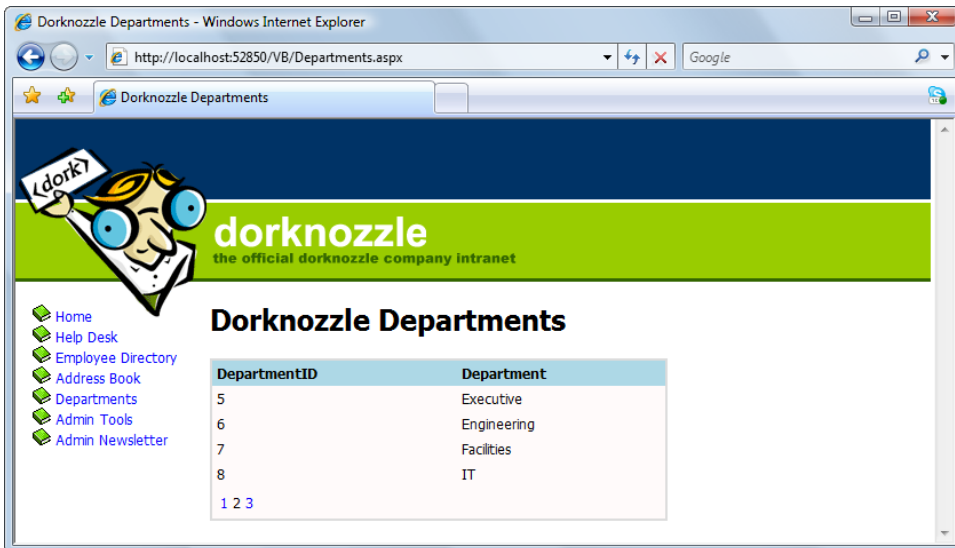 Dorknozzle Departments - Windows Internet Explorer
http://localhost:52850/VB/Departments.aspx
Google
Dorknozzle Departments
<dork>
dorknozzle
the official dorknozzle company intranet
Home
Help Desk
Employee Directory
Address Book
Departments
Admin Tools
Admin Newsletter
Dorknozzle Departments
DepartmentID Department
5 Executive
6 Engineering
7 Facilities
8 IT
1 2 3